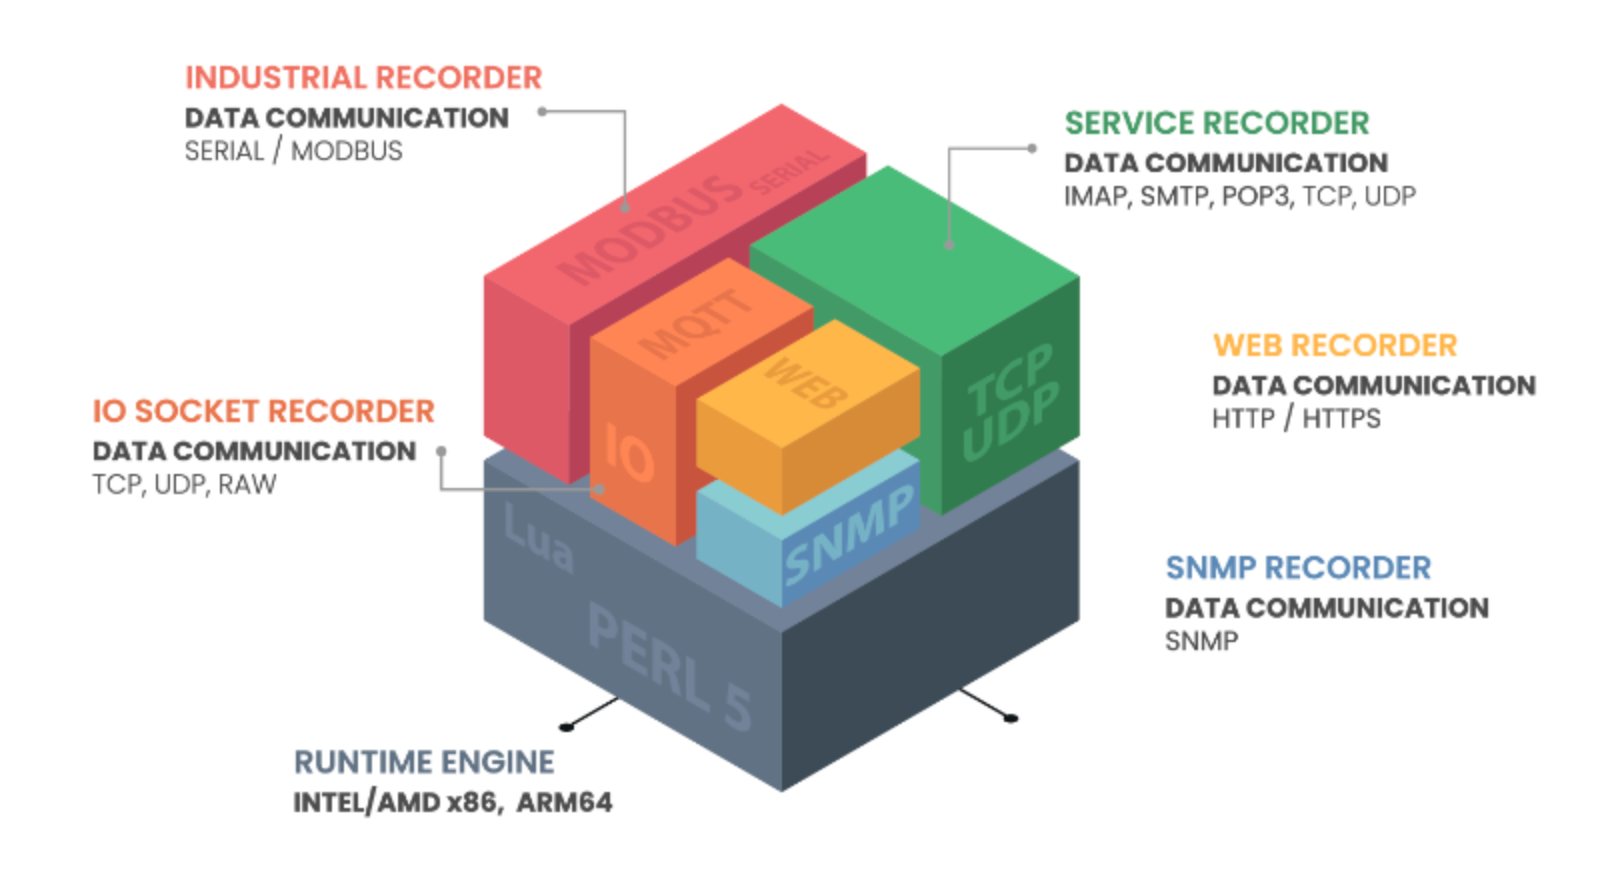 INDUSTRIAL RECORDER
DATA COMMUNICATION
SERIAL / MODBUS
SERVICE RECORDER
DATA COMMUNICATION
IMAP, SMTP, POP3, TCP, UDP
MODBUS SERIAL
MQTT
WEB
TCP
UDP
WEB RECORDER
DATA COMMUNICATION
HTTP / HTTPS
IO SOCKET RECORDER
DATA COMMUNICATION
TCP, UDP, RAW
IO
SNMP
Lua
PERL 5
SNMP RECORDER
DATA COMMUNICATION
SNMP
RUNTIME ENGINE
INTEL/AMD x86, ARM64